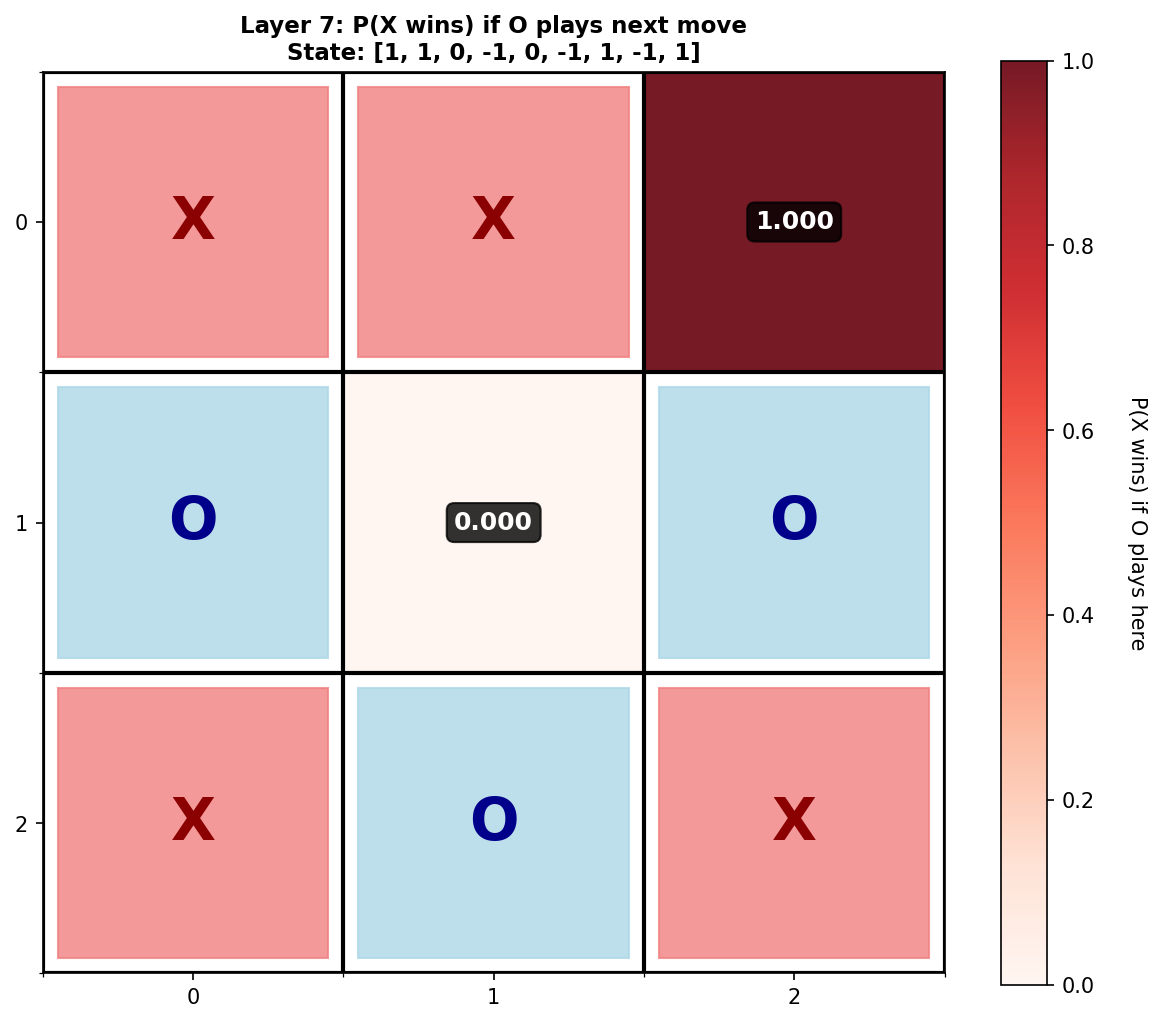 Layer 7: P(X wins) if O plays next move
State: [1, 1, 0, -1, 0, -1, 1, -1, 1]
X
X
1.000
O
0.000
O
X
O
X
0
1
2
0
1
2
1.0
0.8
0.6
0.4
0.2
0.0
P(X wins) if O plays here